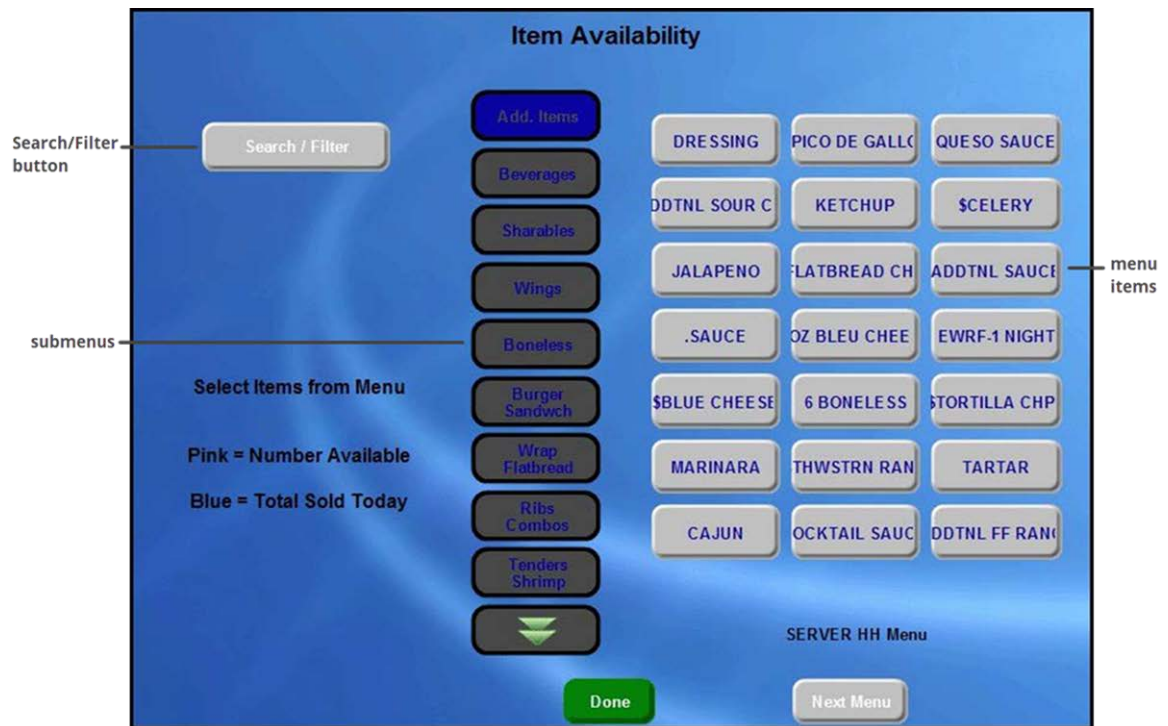 Item Availability
Search/Filter
button
Search / Filter
submenus
Select Items from Menu
Pink = Number Available
Blue = Total Sold Today
Add. Items
Beverages
Sharables
Wings
Boneless
Burger
Sandwch
Wrap
Flatbread
Ribs
Combos
Tenders
Shrimp
DRESSING PICO DE GALLO QUESO SAUCE
DDTNL SOUR C KETCHUP $CELERY
JALAPENO FLATBREAD CH ADDTNL SAUCE
.SAUCE OZ BLEU CHEE EWRF-1 NIGHT
$BLUE CHEESE 6 BONELESS $TORTILLA CHP
MARINARA THWSTRN RAN TARTAR
CAJUN OCKTAIL SAUC DDTNL FF RANC
menu
items
SERVER HH Menu
Done
Next Menu